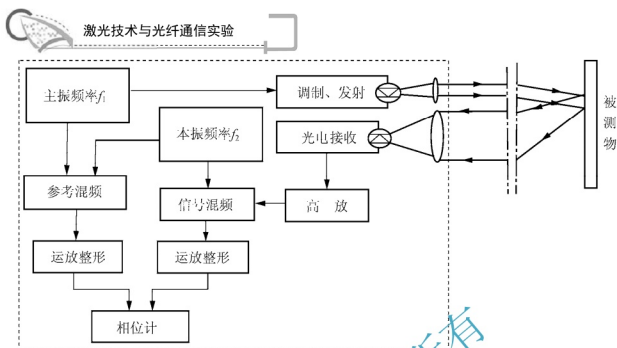 激光技术与光纤通信实验
主振频率f₁
调制、发射
本振频率f₂
光电接收
被测物
参考混频
信号混频
高 放
运放整形
运放整形
相位计
有